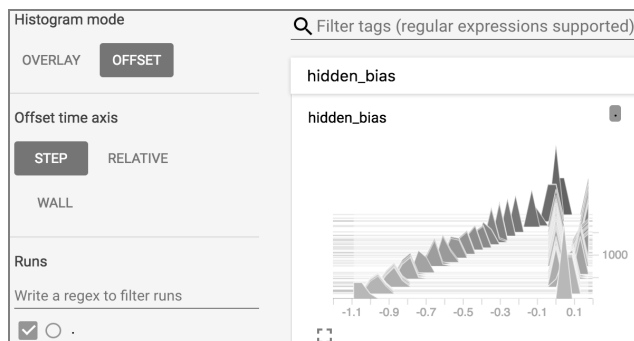 Histogram mode
OVERLAY OFFSET
Offset time axis
STEP RELATIVE
WALL
Runs
Write a regex to filter runs
.
Filter tags (regular expressions supported)
hidden_bias
hidden_bias
.
1000
-1.1 -0.9 -0.7 -0.5 -0.3 -0.1 0.1